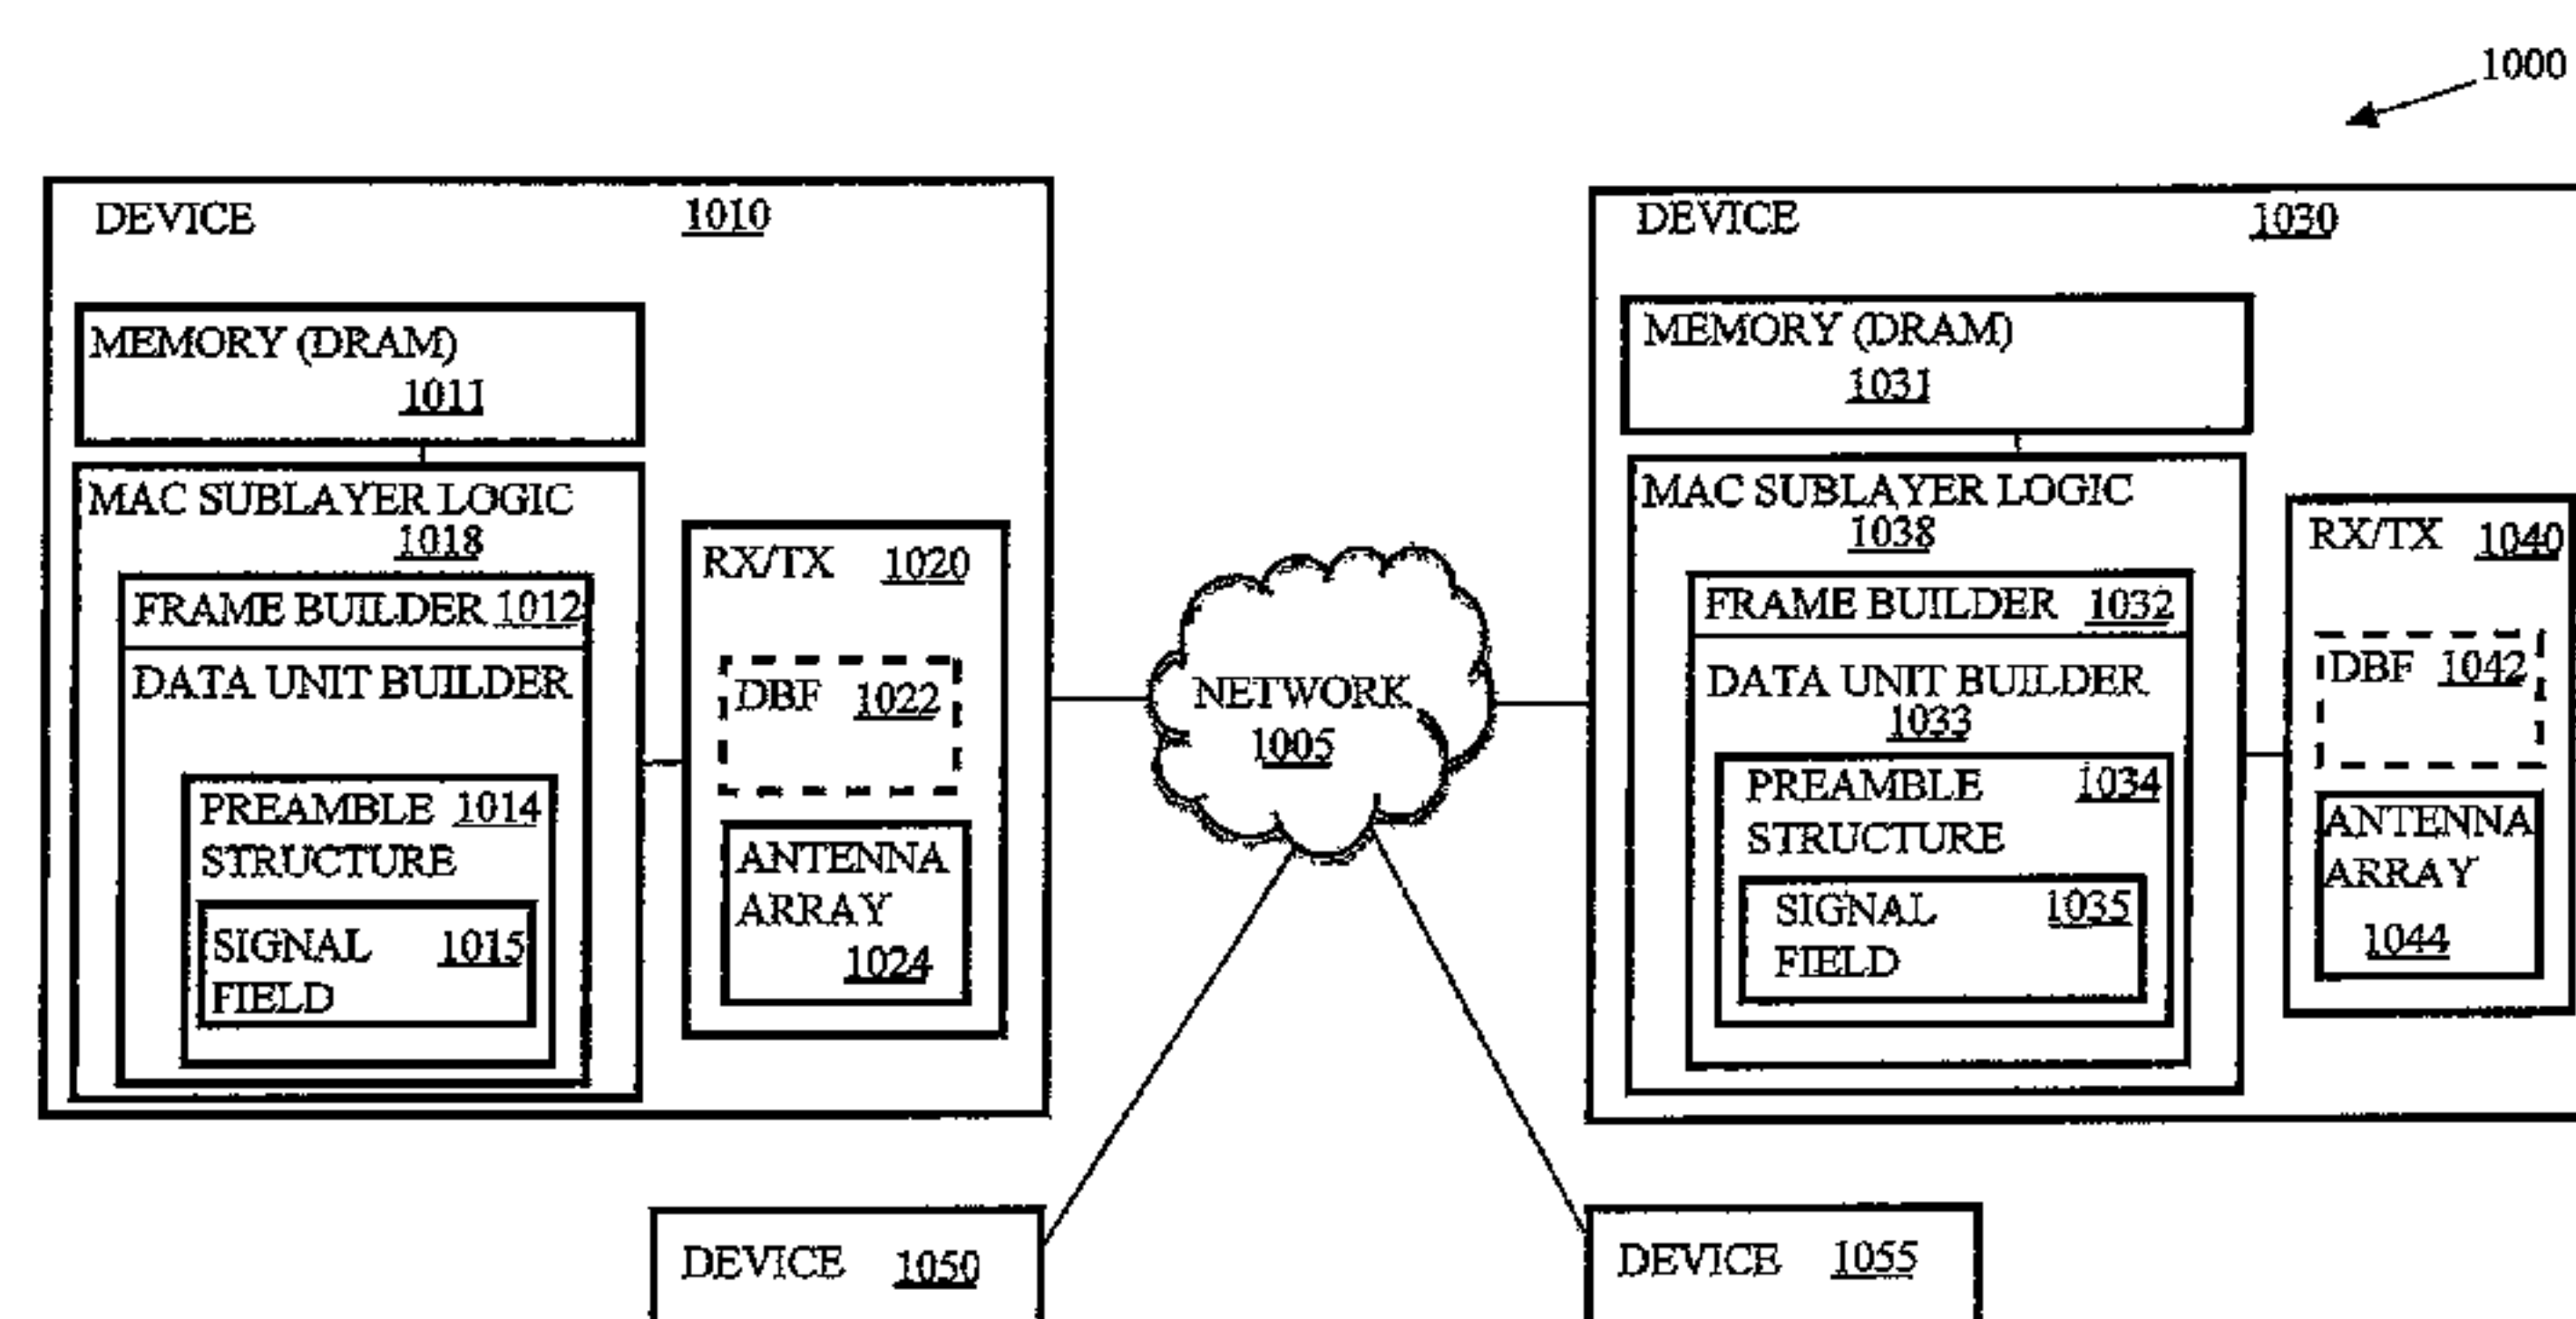 1000
DEVICE 1010
MEMORY (DRAM)
1011
MAC SUBLAYER LOGIC
1018
FRAME BUILDER 1012
DATA UNIT BUILDER
PREAMBLE 1014
STRUCTURE
SIGNAL 1015
FIELD
RX/TX 1020
DBF 1022
ANTENNA
ARRAY
1024
NETWORK
1005
DEVICE 1030
MEMORY (DRAM)
1031
MAC SUBLAYER LOGIC
1038
FRAME BUILDER 1032
DATA UNIT BUILDER
1033
PREAMBLE 1034
STRUCTURE
SIGNAL 1035
FIELD
RX/TX 1040
DBF 1042
ANTENNA
ARRAY
1044
DEVICE 1050
DEVICE 1055